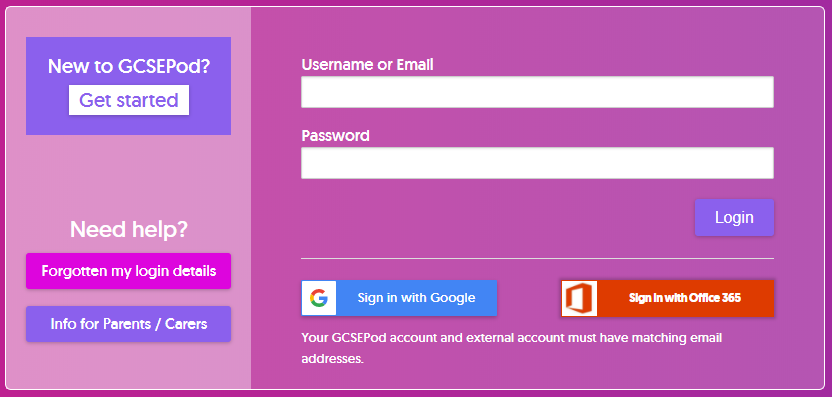 New to GCSEPod?
Get started
Need help?
Forgotten my login details
Info for Parents / Carers
Username or Email
Password
Login
Sign in with Google
Sign in with Office 365
Your GCSEPod account and external account must have matching email
addresses.